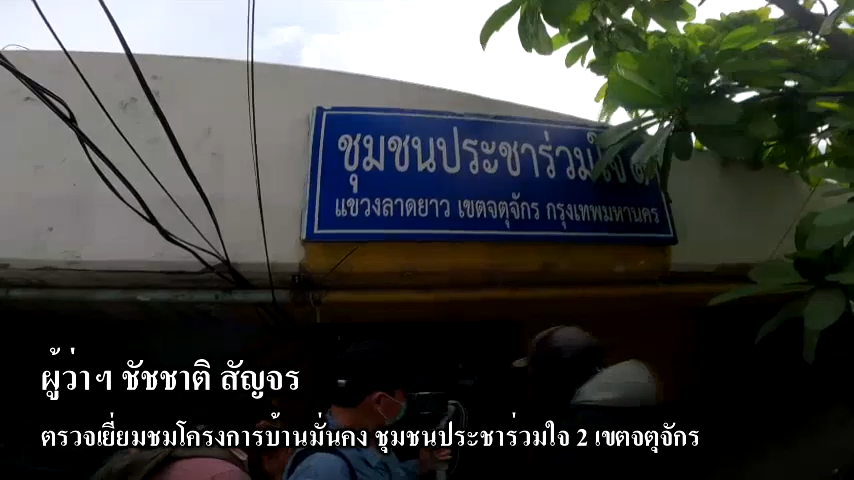 ชุมชนประชาร่วมใจ
แขวงลาดยาว เขตจตุจักร กรุงเทพมหานคร
ผู้ว่าฯ ชัชชาติ สัญจร
ตรวจเยี่ยมชมโครงการบ้านมั่นคง ชุมชนประชาร่วมใจ 2 เขตจตุจักร